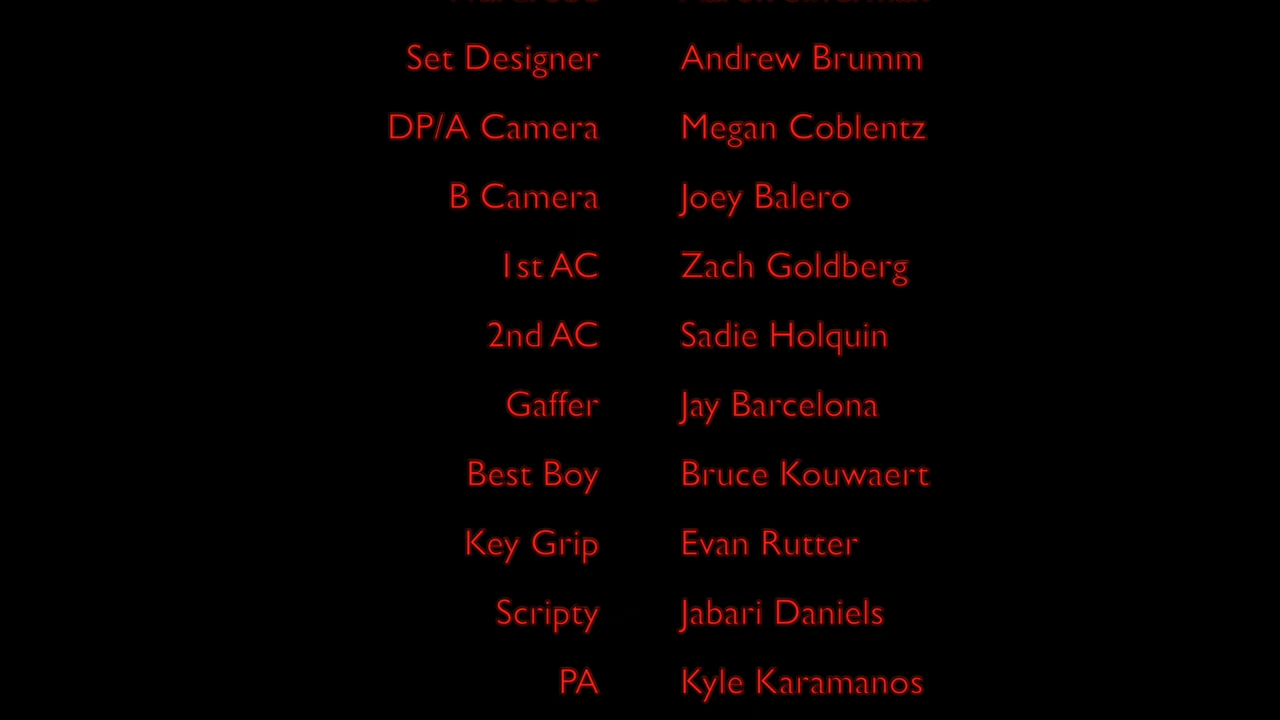 Set Designer Andrew Brumm
DP/A Camera Megan Coblentz
B Camera Joey Balero
1st AC Zach Goldberg
2nd AC Sadie Holquin
Gaffer Jay Barcelona
Best Boy Bruce Kouwaert
Key Grip Evan Rutter
Scripty Jabari Daniels
PA Kyle Karamanos